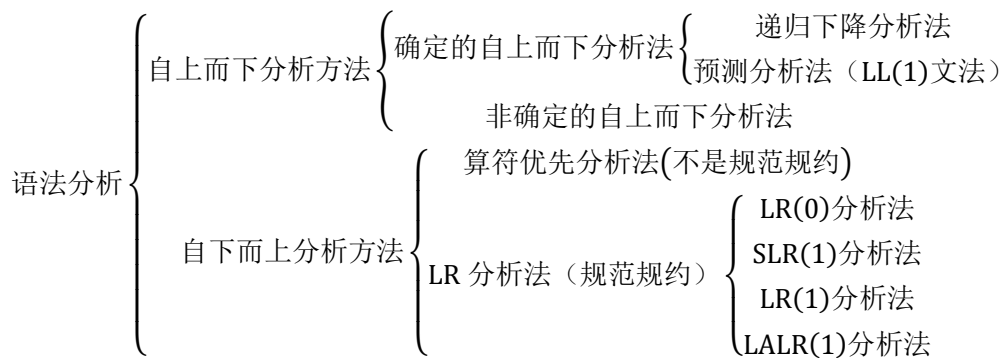 递归下降分析法
确定的自上而下分析法
自上而下分析方法
预测分析法（LL(1)文法）
非确定的自上而下分析法
算符优先分析法(不是规范规约)
语法分析
LR(0)分析法
自下而上分析方法
SLR(1)分析法
LR 分析法（规范规约）
LR(1)分析法
LALR(1)分析法